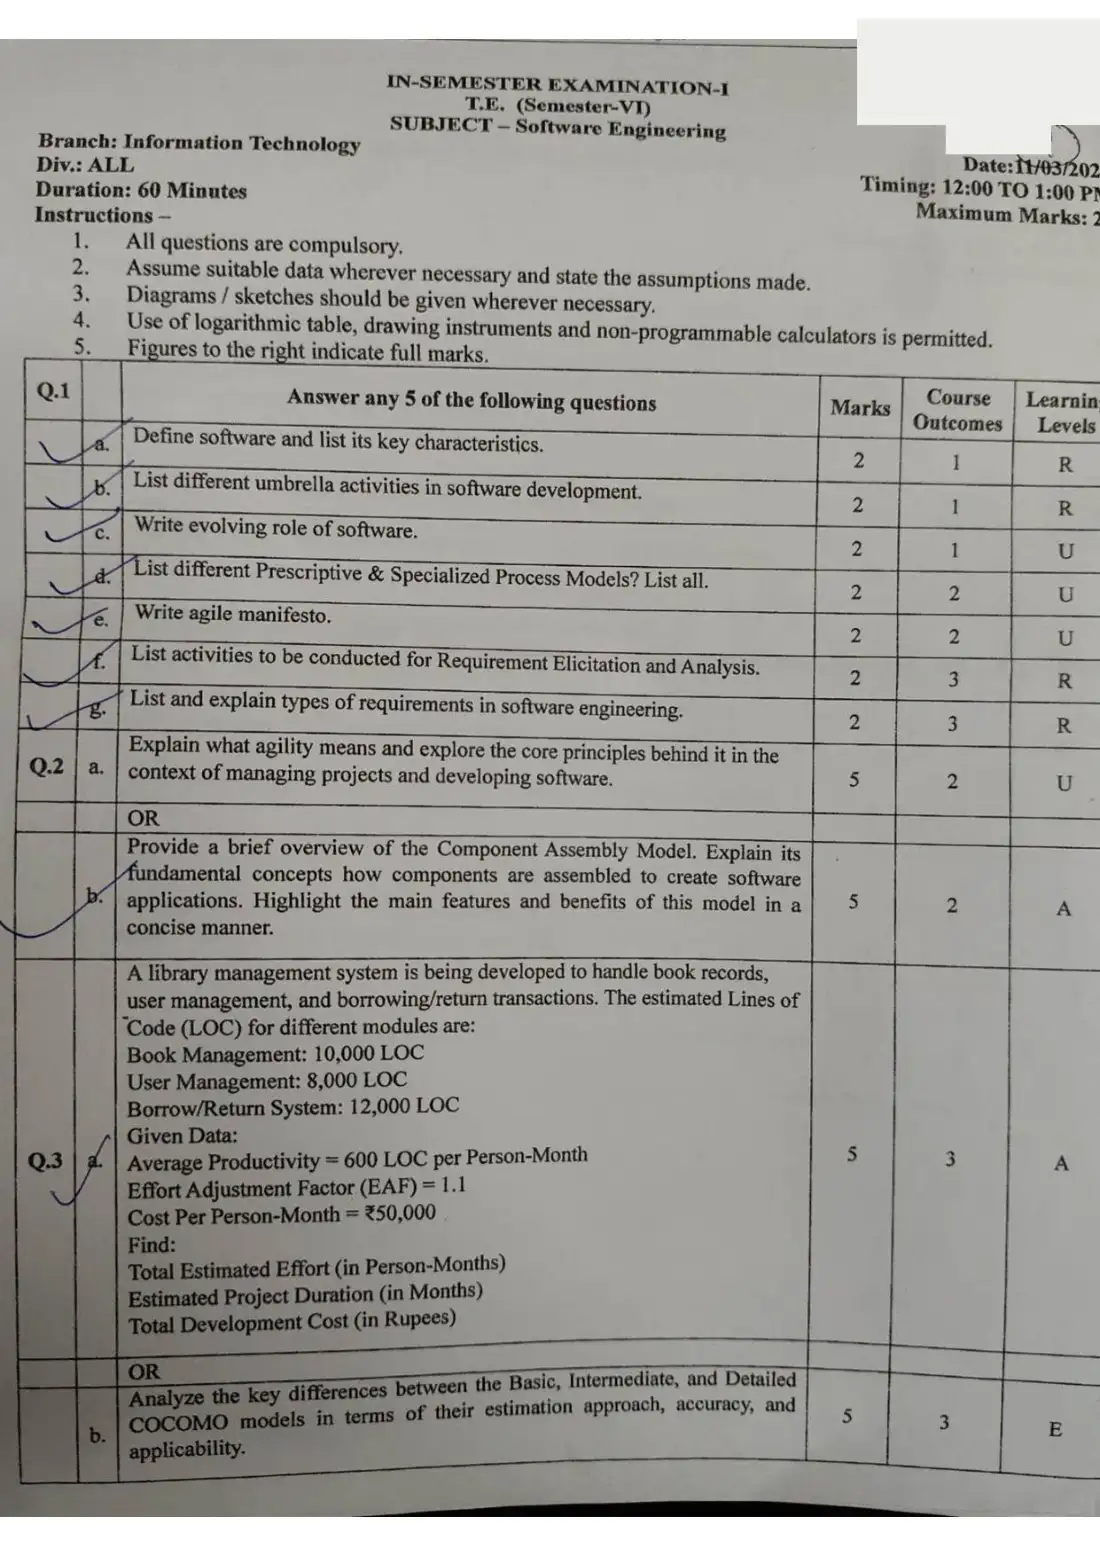 IN-SEMESTER EXAMINATION-I
T.E. (Semester-VI)
SUBJECT – Software Engineering
Branch: Information Technology
Div.: ALL
Duration: 60 Minutes
Date:11/03/202
Timing: 12:00 TO 1:00 PM
Maximum Marks: 2
Instructions –
1. All questions are compulsory.
2. Assume suitable data wherever necessary and state the assumptions made.
3. Diagrams / sketches should be given wherever necessary.
4. Use of logarithmic table, drawing instruments and non-programmable calculators is permitted.
5. Figures to the right indicate full marks.
Q.1 Answer any 5 of the following questions Marks Course Outcomes Learning Levels
a. Define software and list its key characteristics. 2 1 R
b. List different umbrella activities in software development. 2 1 R
c. Write evolving role of software. 2 1 U
d. List different Prescriptive & Specialized Process Models? List all. 2 2 U
e. Write agile manifesto. 2 2 U
f. List activities to be conducted for Requirement Elicitation and Analysis. 2 3 R
g. List and explain types of requirements in software engineering. 2 3 R
Q.2 a. Explain what agility means and explore the core principles behind it in the
context of managing projects and developing software. 5 2 U
OR
b. Provide a brief overview of the Component Assembly Model. Explain its
fundamental concepts how components are assembled to create software
applications. Highlight the main features and benefits of this model in a
concise manner. 5 2 A
Q.3 a. A library management system is being developed to handle book records,
user management, and borrowing/return transactions. The estimated Lines of
Code (LOC) for different modules are:
Book Management: 10,000 LOC
User Management: 8,000 LOC
Borrow/Return System: 12,000 LOC
Given Data:
Average Productivity = 600 LOC per Person-Month 5 3 A
Effort Adjustment Factor (EAF) = 1.1
Cost Per Person-Month = ₹50,000
Find:
Total Estimated Effort (in Person-Months)
Estimated Project Duration (in Months)
Total Development Cost (in Rupees)
OR
b. Analyze the key differences between the Basic, Intermediate, and Detailed
COCOMO models in terms of their estimation approach, accuracy, and
applicability. 5 3 E